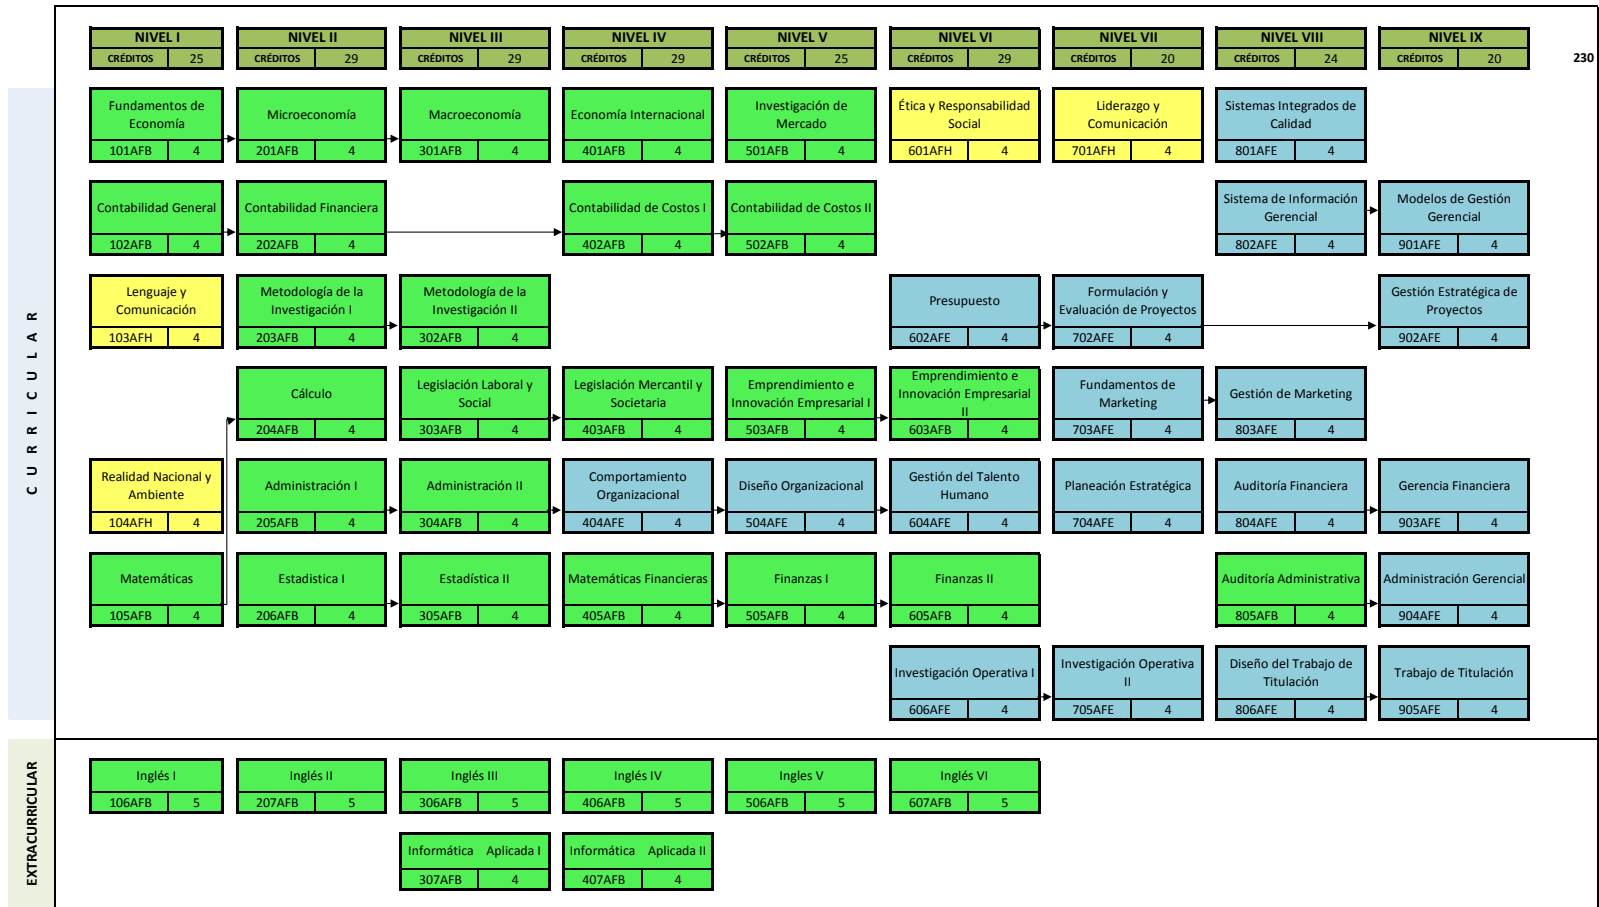 NIVEL I NIVEL II NIVEL III NIVEL IV NIVEL V NIVEL VI NIVEL VII NIVEL VIII NIVEL IX
CRÉDITOS 25 CRÉDITOS 29 CRÉDITOS 29 CRÉDITOS 29 CRÉDITOS 25 CRÉDITOS 29 CRÉDITOS 20 CRÉDITOS 24 CRÉDITOS 20 230
CURRICULAR
Fundamentos de
Economía
101AFB 4
Microeconomía
201AFB 4
Macroeconomía
301AFB 4
Economía Internacional
401AFB 4
Investigación de
Mercado
501AFB 4
Ética y Responsabilidad
Social
601AFH 4
Liderazgo y
Comunicación
701AFH 4
Sistemas Integrados de
Calidad
801AFE 4
Contabilidad General
102AFB 4
Contabilidad Financiera
202AFB 4
Contabilidad de Costos I
402AFB 4
Contabilidad de Costos II
502AFB 4
Sistema de Información
Gerencial
802AFE 4
Modelos de Gestión
Gerencial
901AFE 4
Lenguaje y
Comunicación
103AFH 4
Metodología de la
Investigación I
203AFB 4
Metodología de la
Investigación II
302AFB 4
Presupuesto
602AFE 4
Formulación y
Evaluación de Proyectos
702AFE 4
Gestión Estratégica de
Proyectos
902AFE 4
Cálculo
204AFB 4
Legislación Laboral y
Social
303AFB 4
Legislación Mercantil y
Societaria
403AFB 4
Emprendimiento e
Innovación Empresarial I
503AFB 4
Emprendimiento e
Innovación Empresarial
II
603AFB 4
Fundamentos de
Marketing
703AFE 4
Gestión de Marketing
803AFE 4
Realidad Nacional y
Ambiente
104AFH 4
Administración I
205AFB 4
Administración II
304AFB 4
Comportamiento
Organizacional
404AFE 4
Diseño Organizacional
504AFE 4
Gestión del Talento
Humano
604AFE 4
Planeación Estratégica
704AFE 4
Auditoría Financiera
804AFE 4
Gerencia Financiera
903AFE 4
Matemáticas
105AFB 4
Estadistica I
206AFB 4
Estadística II
305AFB 4
Matemáticas Financieras
405AFB 4
Finanzas I
505AFB 4
Finanzas II
605AFB 4
Auditoría Administrativa
805AFB 4
Administración Gerencial
904AFE 4
Investigación Operativa I
606AFE 4
Investigación Operativa
II
705AFE 4
Diseño del Trabajo de
Titulación
806AFE 4
Trabajo de Titulación
905AFE 4
EXTRACURRICULAR
Inglés I
106AFB 5
Inglés II
207AFB 5
Inglés III
306AFB 5
Inglés IV
406AFB 5
Ingles V
506AFB 5
Inglés VI
607AFB 5
Informática Aplicada I
307AFB 4
Informática Aplicada II
407AFB 4